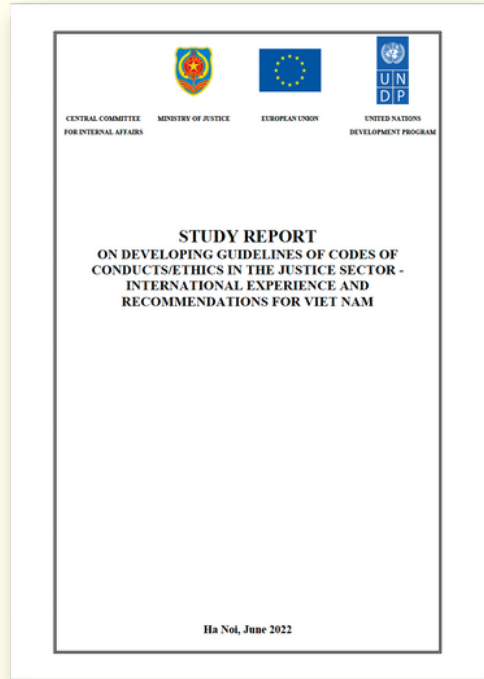 UN
DP
CENTRAL COMMITTEE
FOR INTERNAL AFFAIRS
MINISTRY OF JUSTICE
EUROPEAN UNION
UNITED NATIONS
DEVELOPMENT PROGRAM
STUDY REPORT
ON DEVELOPING GUIDELINES OF CODES OF
CONDUCTS/ETHICS IN THE JUSTICE SECTOR -
INTERNATIONAL EXPERIENCE AND
RECOMMENDATIONS FOR VIET NAM
Ha Noi, June 2022